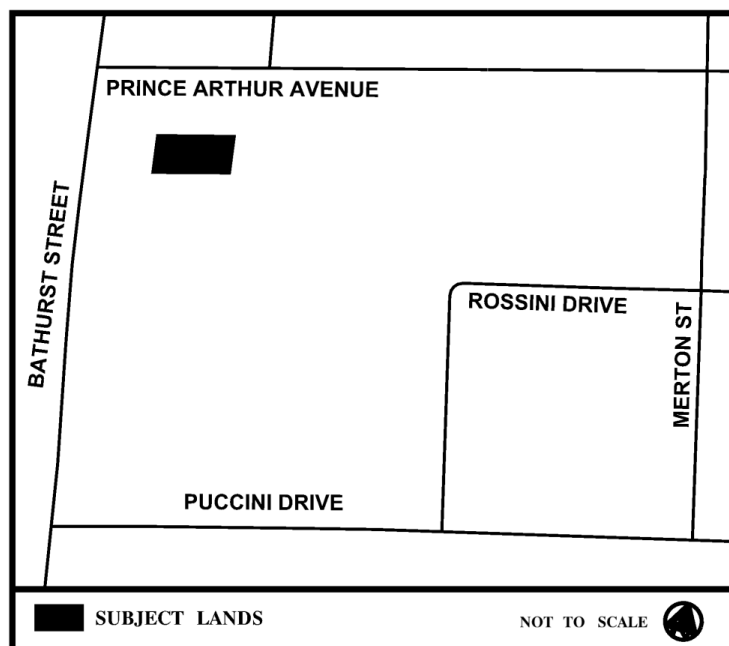 PRINCE ARTHUR AVENUE
BATHURST STREET
ROSSINI DRIVE
MERTON ST
PUCCINI DRIVE
SUBJECT LANDS
NOT TO SCALE